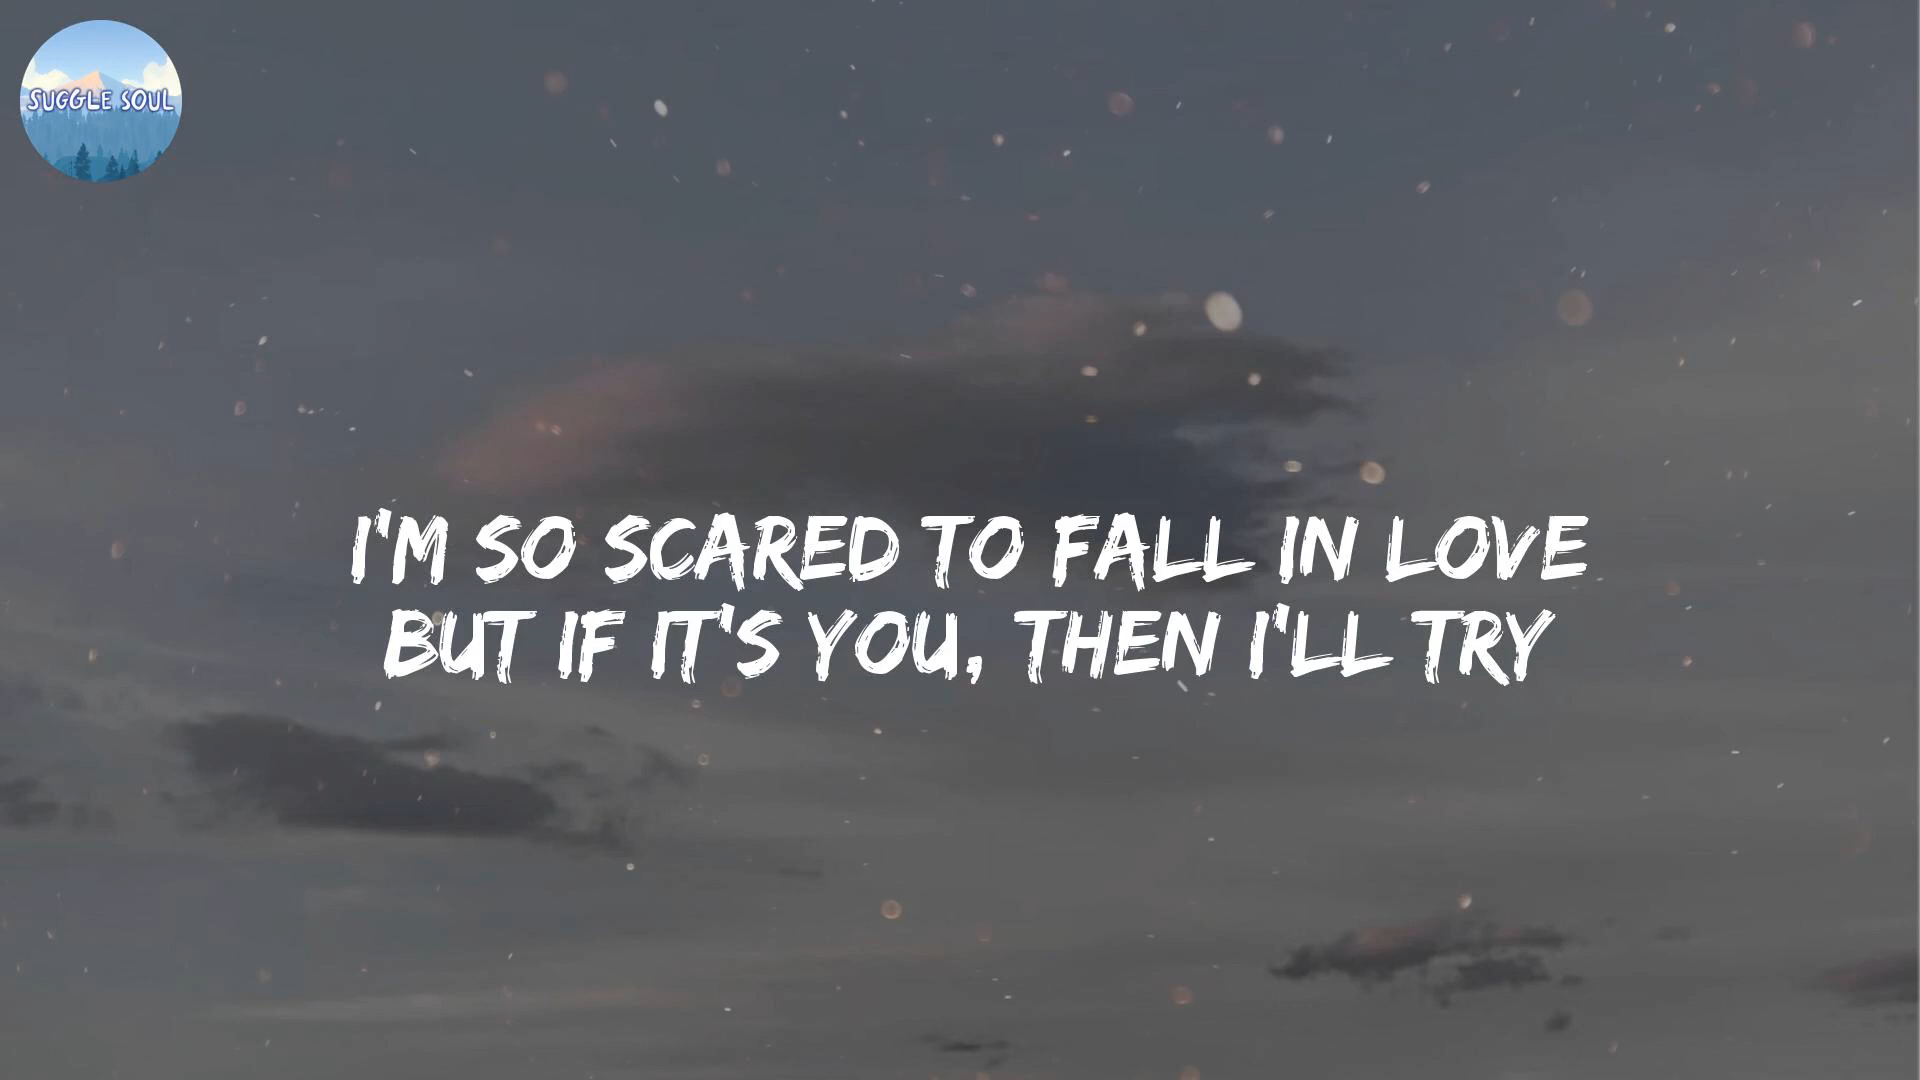 SUGGLE SOUL
I'M SO SCARED TO FALL IN LOVE
BUT IF IT'S YOU, THEN I'LL TRY